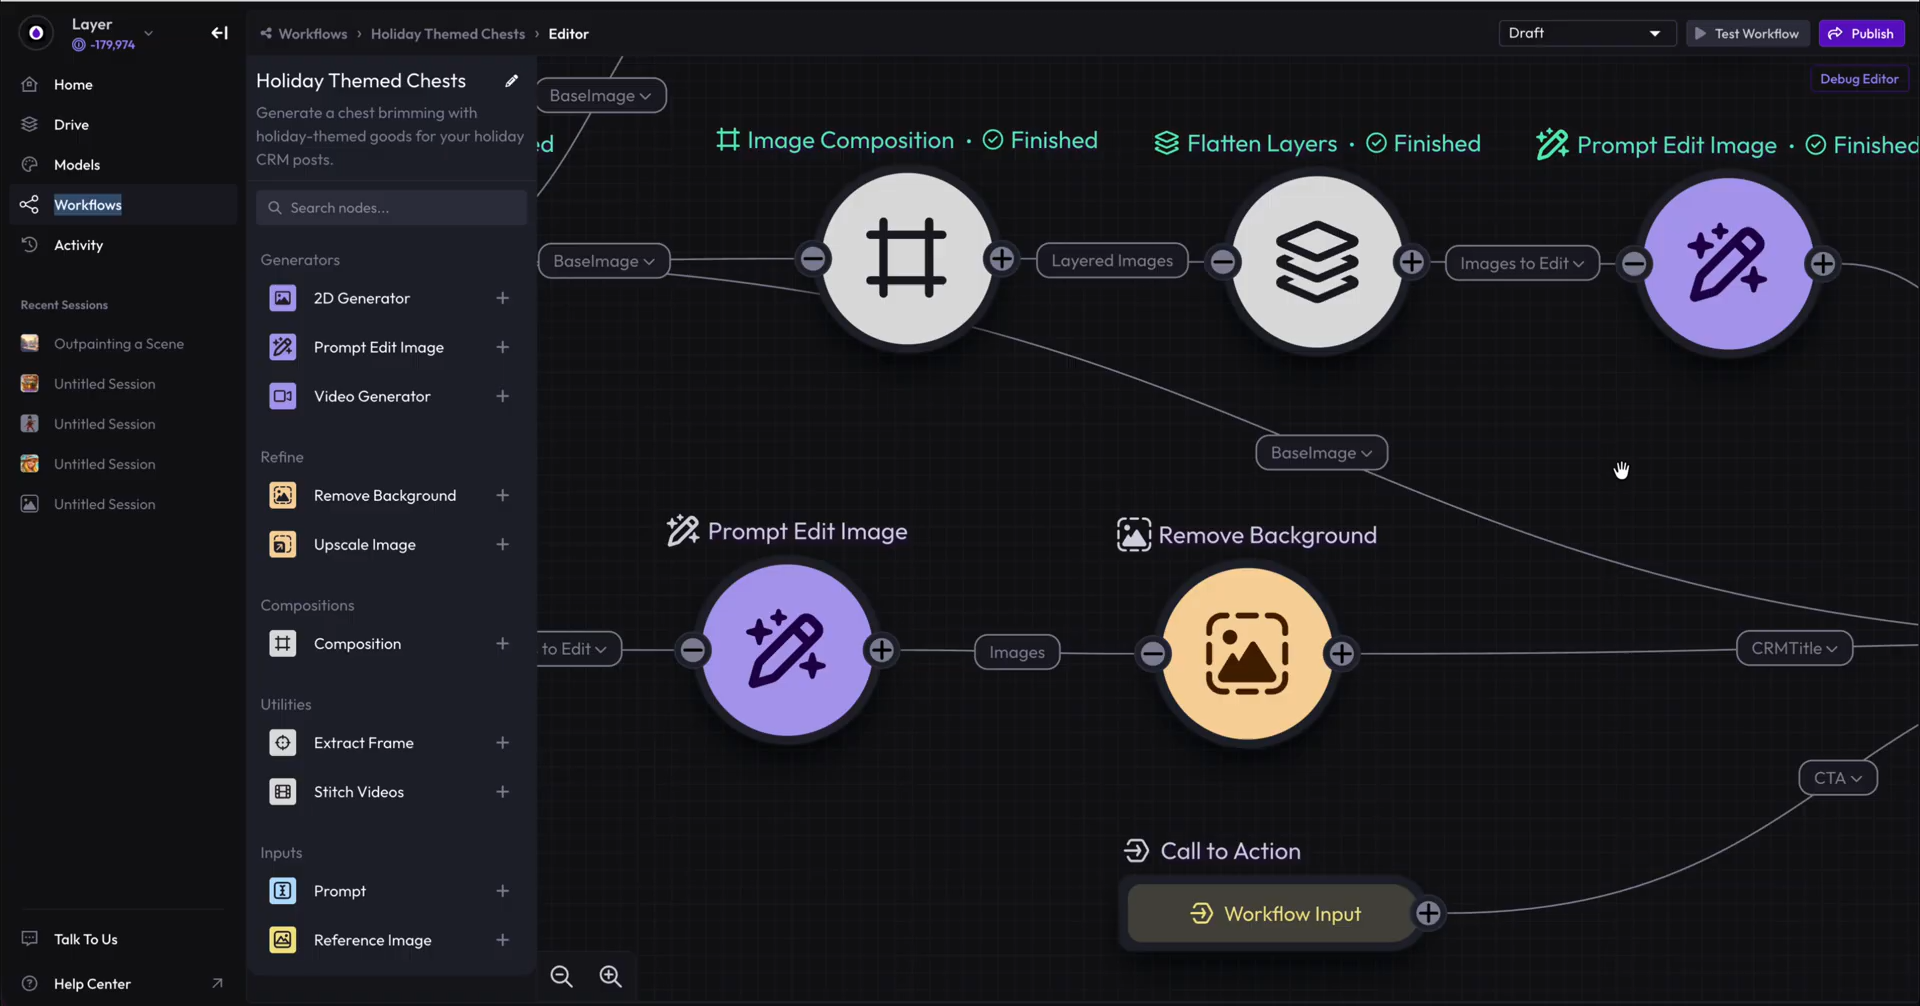 Layer
-179,974
Home
Drive
Models
Workflows
Activity
Recent Sessions
Outpainting a Scene
Untitled Session
Untitled Session
Untitled Session
Untitled Session
Talk To Us
Help Center
Workflows › Holiday Themed Chests › Editor
Draft
Test Workflow
Publish
Debug Editor
Holiday Themed Chests
Generate a chest brimming with
holiday-themed goods for your holiday
CRM posts.
Search nodes...
Generators
2D Generator
Prompt Edit Image
Video Generator
Refine
Remove Background
Upscale Image
Compositions
Composition
Utilities
Extract Frame
Stitch Videos
Inputs
Prompt
Reference Image
BaseImage
ed
Image Composition · Finished
Flatten Layers · Finished
Prompt Edit Image · Finished
BaseImage
Layered Images
Images to Edit
BaseImage
Prompt Edit Image
Remove Background
to Edit
Images
CRMTitle
CTA
Call to Action
Workflow Input